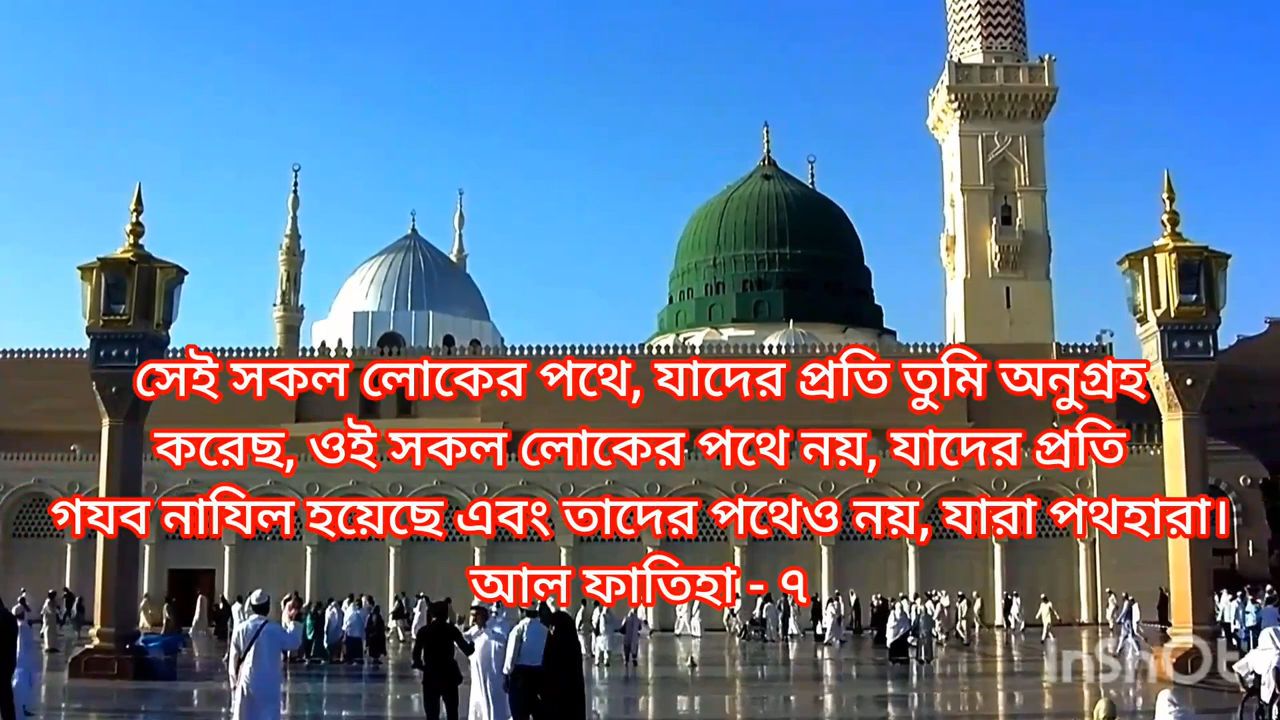 সেই সকল লোকের পথে, যাদের প্রতি তুমি অনুগ্রহ
করেছ, ওই সকল লোকের পথে নয়, যাদের প্রতি
গযব নাযিল হয়েছে এবং তাদের পথেও নয়, যারা পথহারা।
আল ফাতিহা - ৭